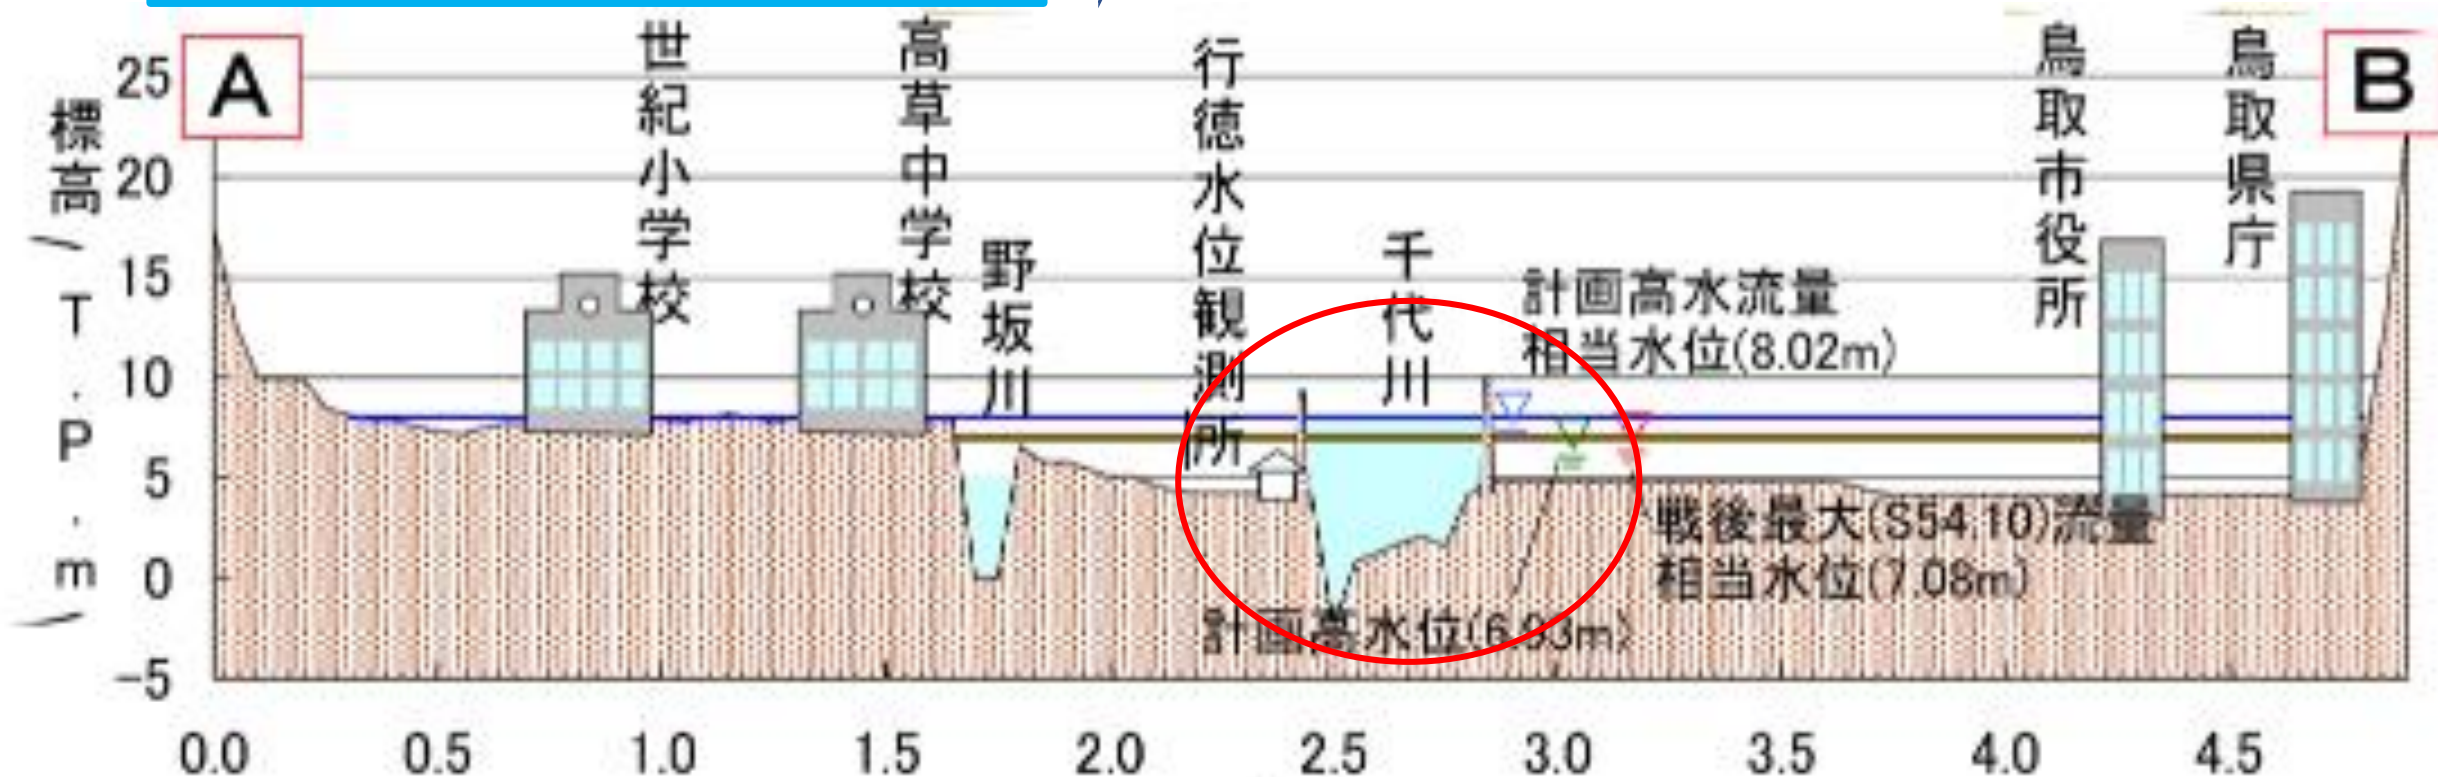 A
B
標高(T.P.m)
25
20
15
10
5
0
-5
世紀小学校
高草中学校
野坂川
行徳水位観測所
千代川
計画高水流量
相当水位(8.02m)
鳥取市役所
鳥取県庁
戦後最大(S54.10)流量
相当水位(7.08m)
計画高水位(6.93m)
0.0 0.5 1.0 1.5 2.0 2.5 3.0 3.5 4.0 4.5